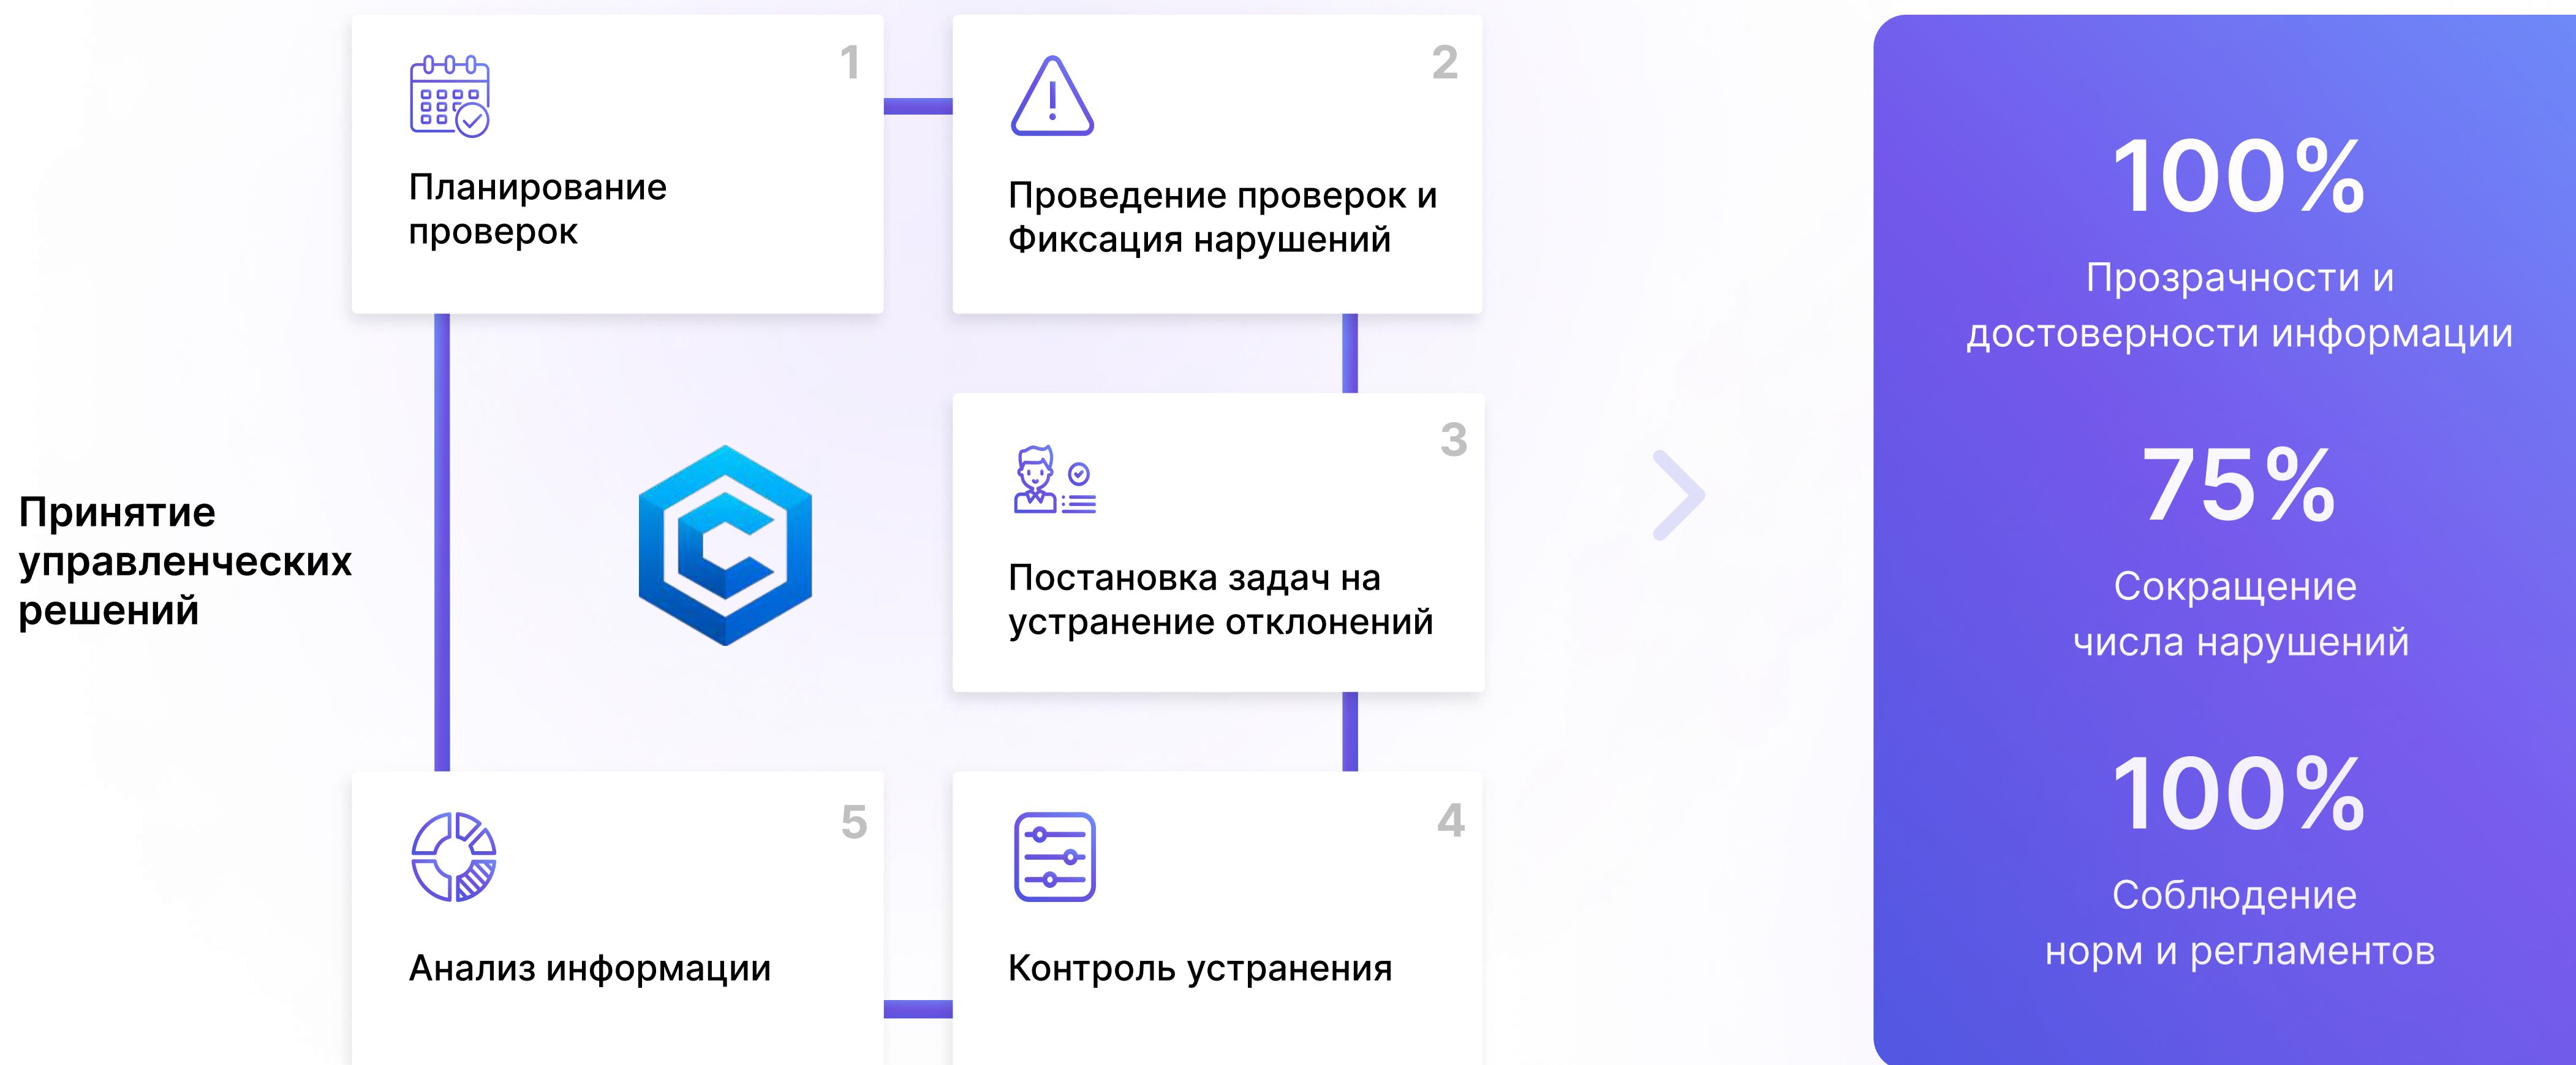 1
Планирование
проверок
2
Проведение проверок и
Фиксация нарушений
3
Постановка задач на
устранение отклонений
4
Контроль устранения
5
Анализ информации
Принятие
управленческих
решений
100%
Прозрачности и
достоверности информации
75%
Сокращение
числа нарушений
100%
Соблюдение
норм и регламентов